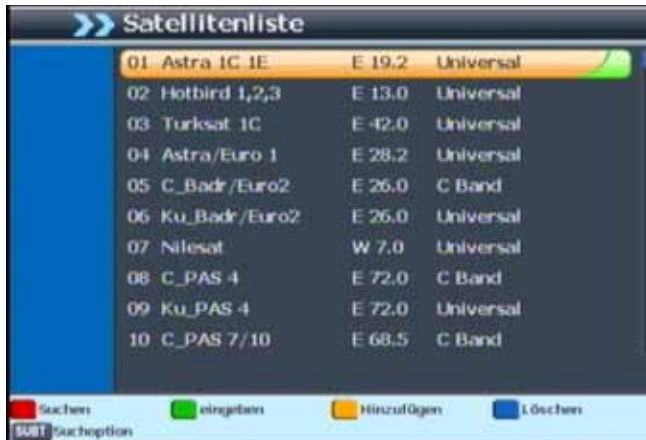 Satellitenliste
01 Astra 1C 1E E 19.2 Universal
02 Hotbird 1,2,3 E 13.0 Universal
03 Turksat 1C E 42.0 Universal
04 Astra/Euro 1 E 28.2 Universal
05 C_Badr/Euro2 E 26.0 C Band
06 Ku_Badr/Euro2 E 26.0 Universal
07 Nilesat W 7.0 Universal
08 C_PAS 4 E 72.0 C Band
09 Ku_PAS 4 E 72.0 Universal
10 C_PAS 7/10 E 68.5 C Band
Suchen eingeben Hinzufügen Löschen
SUBT Suchoption